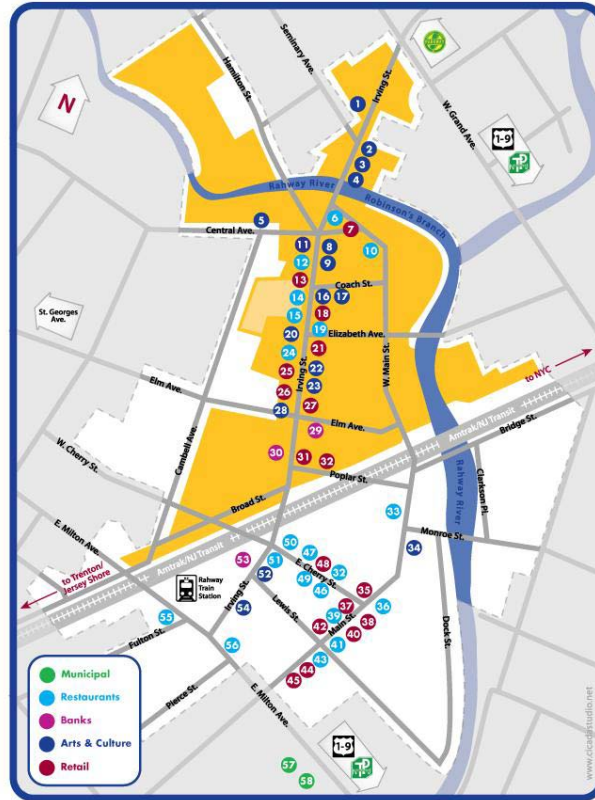 Hamilton St.
Seminary Ave.
Irving St.
W. Grand Ave.
N
1
1-9
2
3
4
Rahway River
Robinson's Branch
5
6
7
Central Ave.
10
11
8
12
9
13
Coach St.
14
16
17
St. Georges
Ave.
15
18
19
20
Elizabeth Ave.
24
21
22
25
Irving St.
W. Main St.
to NYC
Elm Ave.
23
26
27
28
Elm Ave.
29
Amtrak/NJ Transit
Bridge St.
Cambell Ave.
W. Cherry St.
30
31
32
Poplar St.
Rahway River
Clarkson Pl.
Broad St.
33
E. Milton Ave.
Monroe St.
50
47
34
to Trenton/
Jersey Shore
Amtrak/NJ Transit
53
51
48
32
E. Cherry St.
52
49
46
35
Rahway
Train
Station
Irving St.
Lewis St.
37
36
54
39
38
55
42
Main St.
40
Dock St.
Fulton St.
41
56
43
44
45
Pierce St.
E. Milton Ave.
Municipal
Restaurants
Banks
Arts & Culture
Retail
1-9
57
58
www.cicadastudio.net